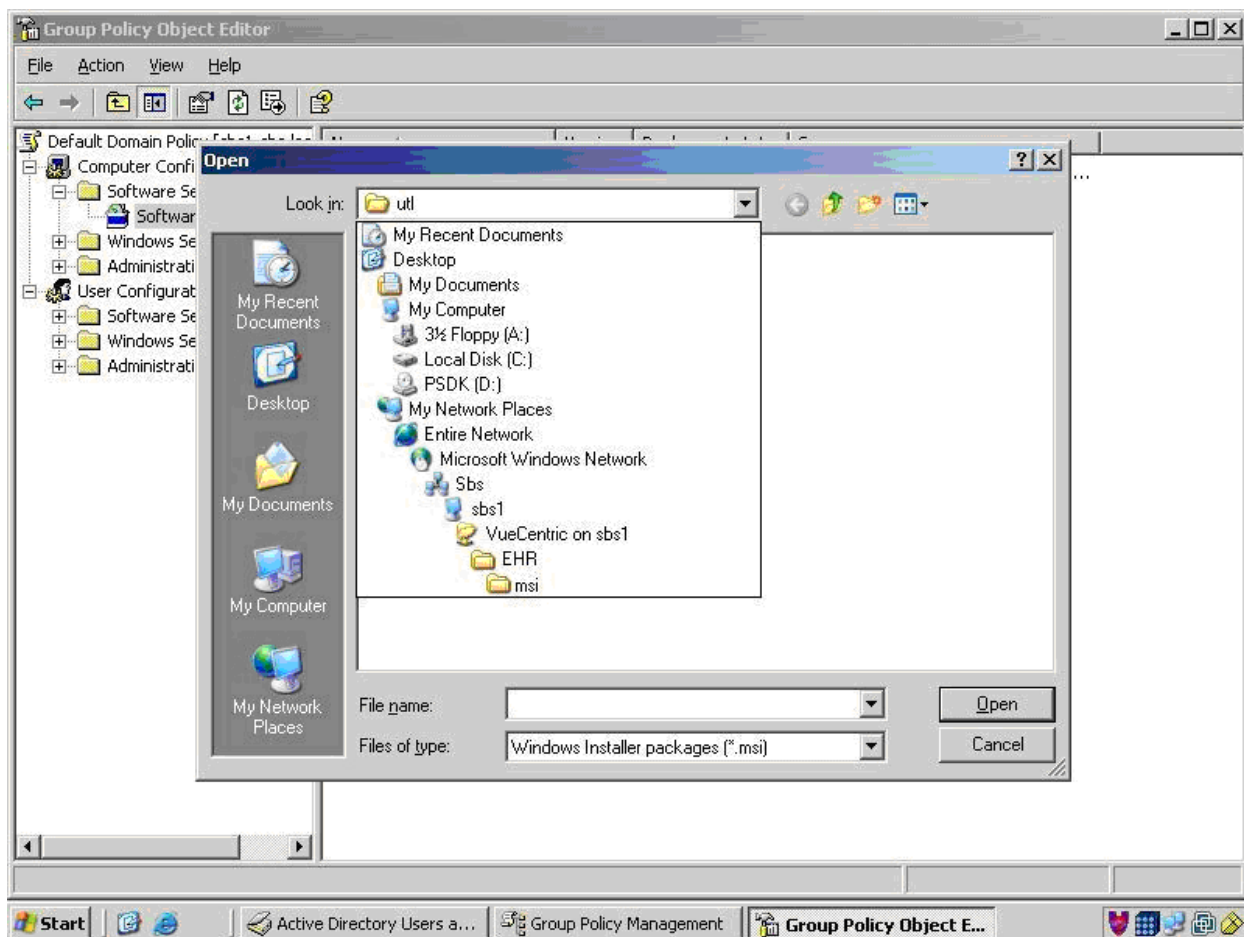 Group Policy Object Editor
File Action View Help
Default Domain Polic
Computer Confi
Software Se
Softwar
Windows Se
Administrati
User Configurat
Software Se
Windows Se
Administrati
Open
Look in: utl
My Recent Documents
Desktop
My Documents
My Computer
3½ Floppy (A:)
Local Disk (C:)
PSDK (D:)
My Network Places
Entire Network
Microsoft Windows Network
Sbs
sbs1
VueCentric on sbs1
EHR
msi
My Recent
Documents
Desktop
My Documents
My Computer
My Network
Places
File name:
Files of type: Windows Installer packages (*.msi)
Open
Cancel
...
Start
Active Directory Users a...
Group Policy Management
Group Policy Object E...